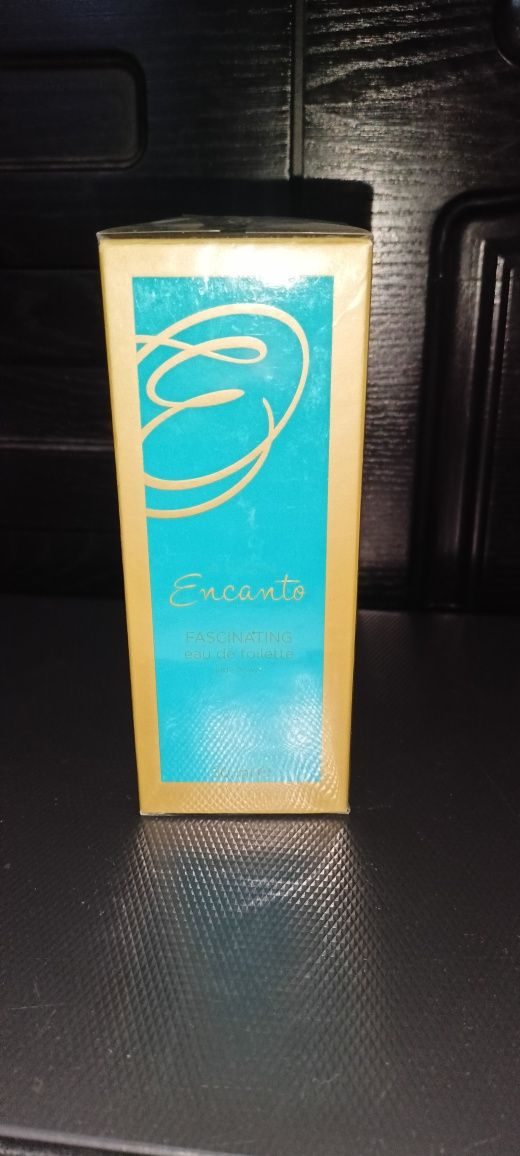 Encanto
FASCINATING
eau de toilette